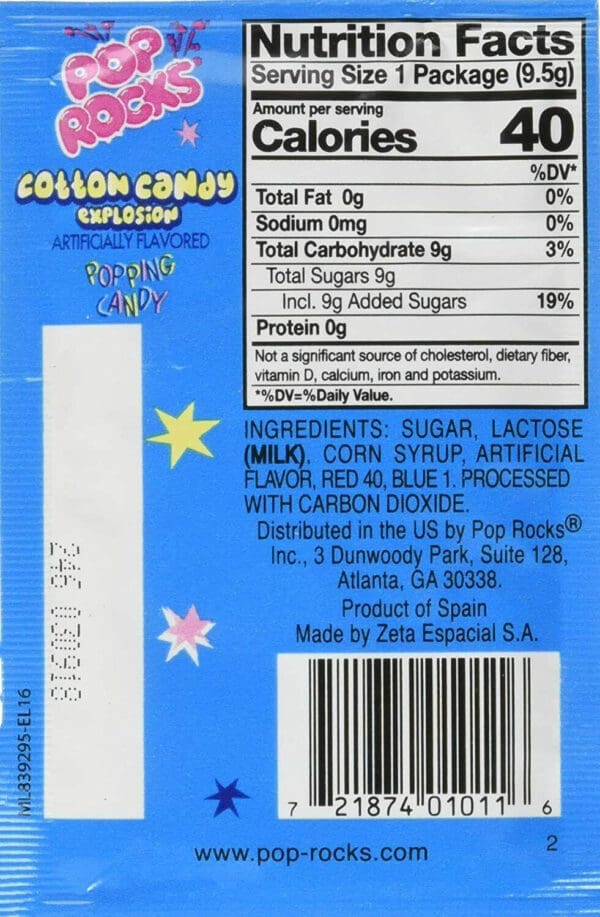 POP
ROCKS
COTTON CANDY
EXPLOSION
ARTIFICIALLY FLAVORED
POPPING
CANDY
Nutrition Facts
Serving Size 1 Package (9.5g)
Amount per serving
Calories 40
%DV*
Total Fat 0g 0%
Sodium 0mg 0%
Total Carbohydrate 9g 3%
Total Sugars 9g
Incl. 9g Added Sugars 19%
Protein 0g
Not a significant source of cholesterol, dietary fiber,
vitamin D, calcium, iron and potassium.
*%DV=%Daily Value.
INGREDIENTS: SUGAR, LACTOSE
(MILK), CORN SYRUP, ARTIFICIAL
FLAVOR, RED 40, BLUE 1. PROCESSED
WITH CARBON DIOXIDE.
Distributed in the US by Pop Rocks®
Inc., 3 Dunwoody Park, Suite 128,
Atlanta, GA 30338.
Product of Spain
Made by Zeta Espacial S.A.
ML839295-EL16
7 21874 01011 6
www.pop-rocks.com
2